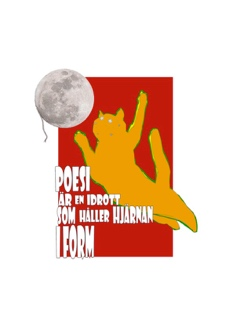 POESI
ÄR EN IDROTT
SOM HÅLLER HJÄRNAN
I FORM